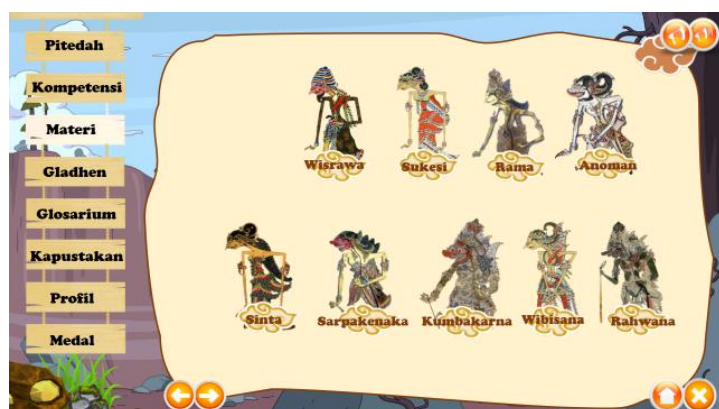 Pitedah
Kompetensi
Materi
Gladhen
Glosarium
Kapustakan
Profil
Medal
Wisrawa
Sukesi
Rama
Anoman
Sinta
Sarpakenaka
Kumbakarna
Wibisana
Rahwana